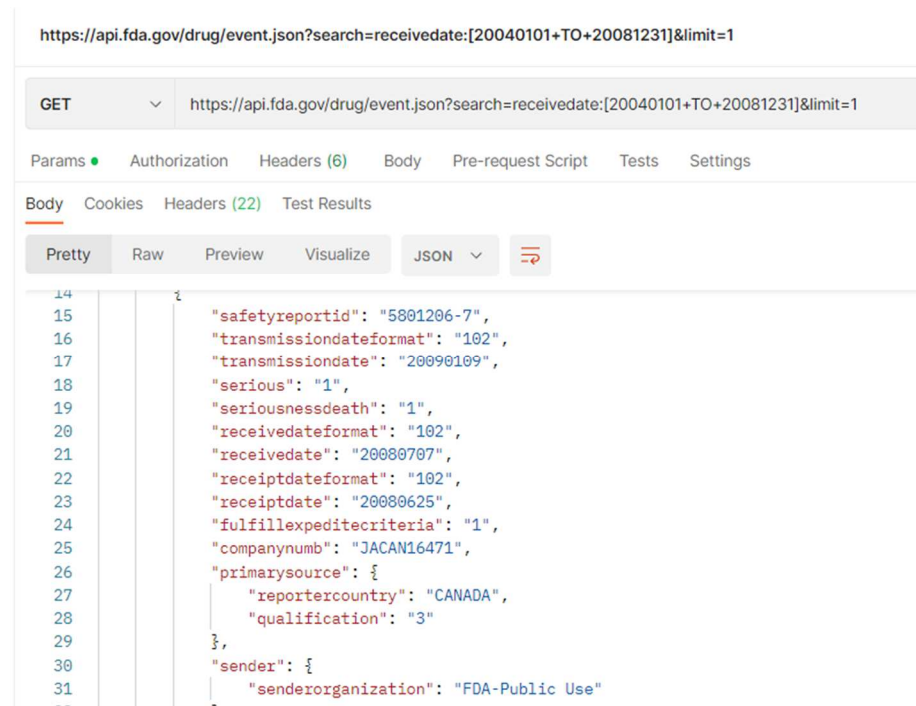 https://api.fda.gov/drug/event.json?search=receivedate:[20040101+TO+20081231]&limit=1
GET https://api.fda.gov/drug/event.json?search=receivedate:[20040101+TO+20081231]&limit=1
Params Authorization Headers (6) Body Pre-request Script Tests Settings
Body Cookies Headers (22) Test Results
Pretty Raw Preview Visualize JSON
14 {
15 "safetyreportid": "5801206-7",
16 "transmissiondateformat": "102",
17 "transmissiondate": "20090109",
18 "serious": "1",
19 "seriousnessdeath": "1",
20 "receivedateformat": "102",
21 "receivedate": "20080707",
22 "receiptdateformat": "102",
23 "receiptdate": "20080625",
24 "fulfillexpeditecriteria": "1",
25 "companynumb": "JACAN16471",
26 "primarysource": {
27 "reportercountry": "CANADA",
28 "qualification": "3"
29 },
30 "sender": {
31 "senderorganization": "FDA-Public Use"